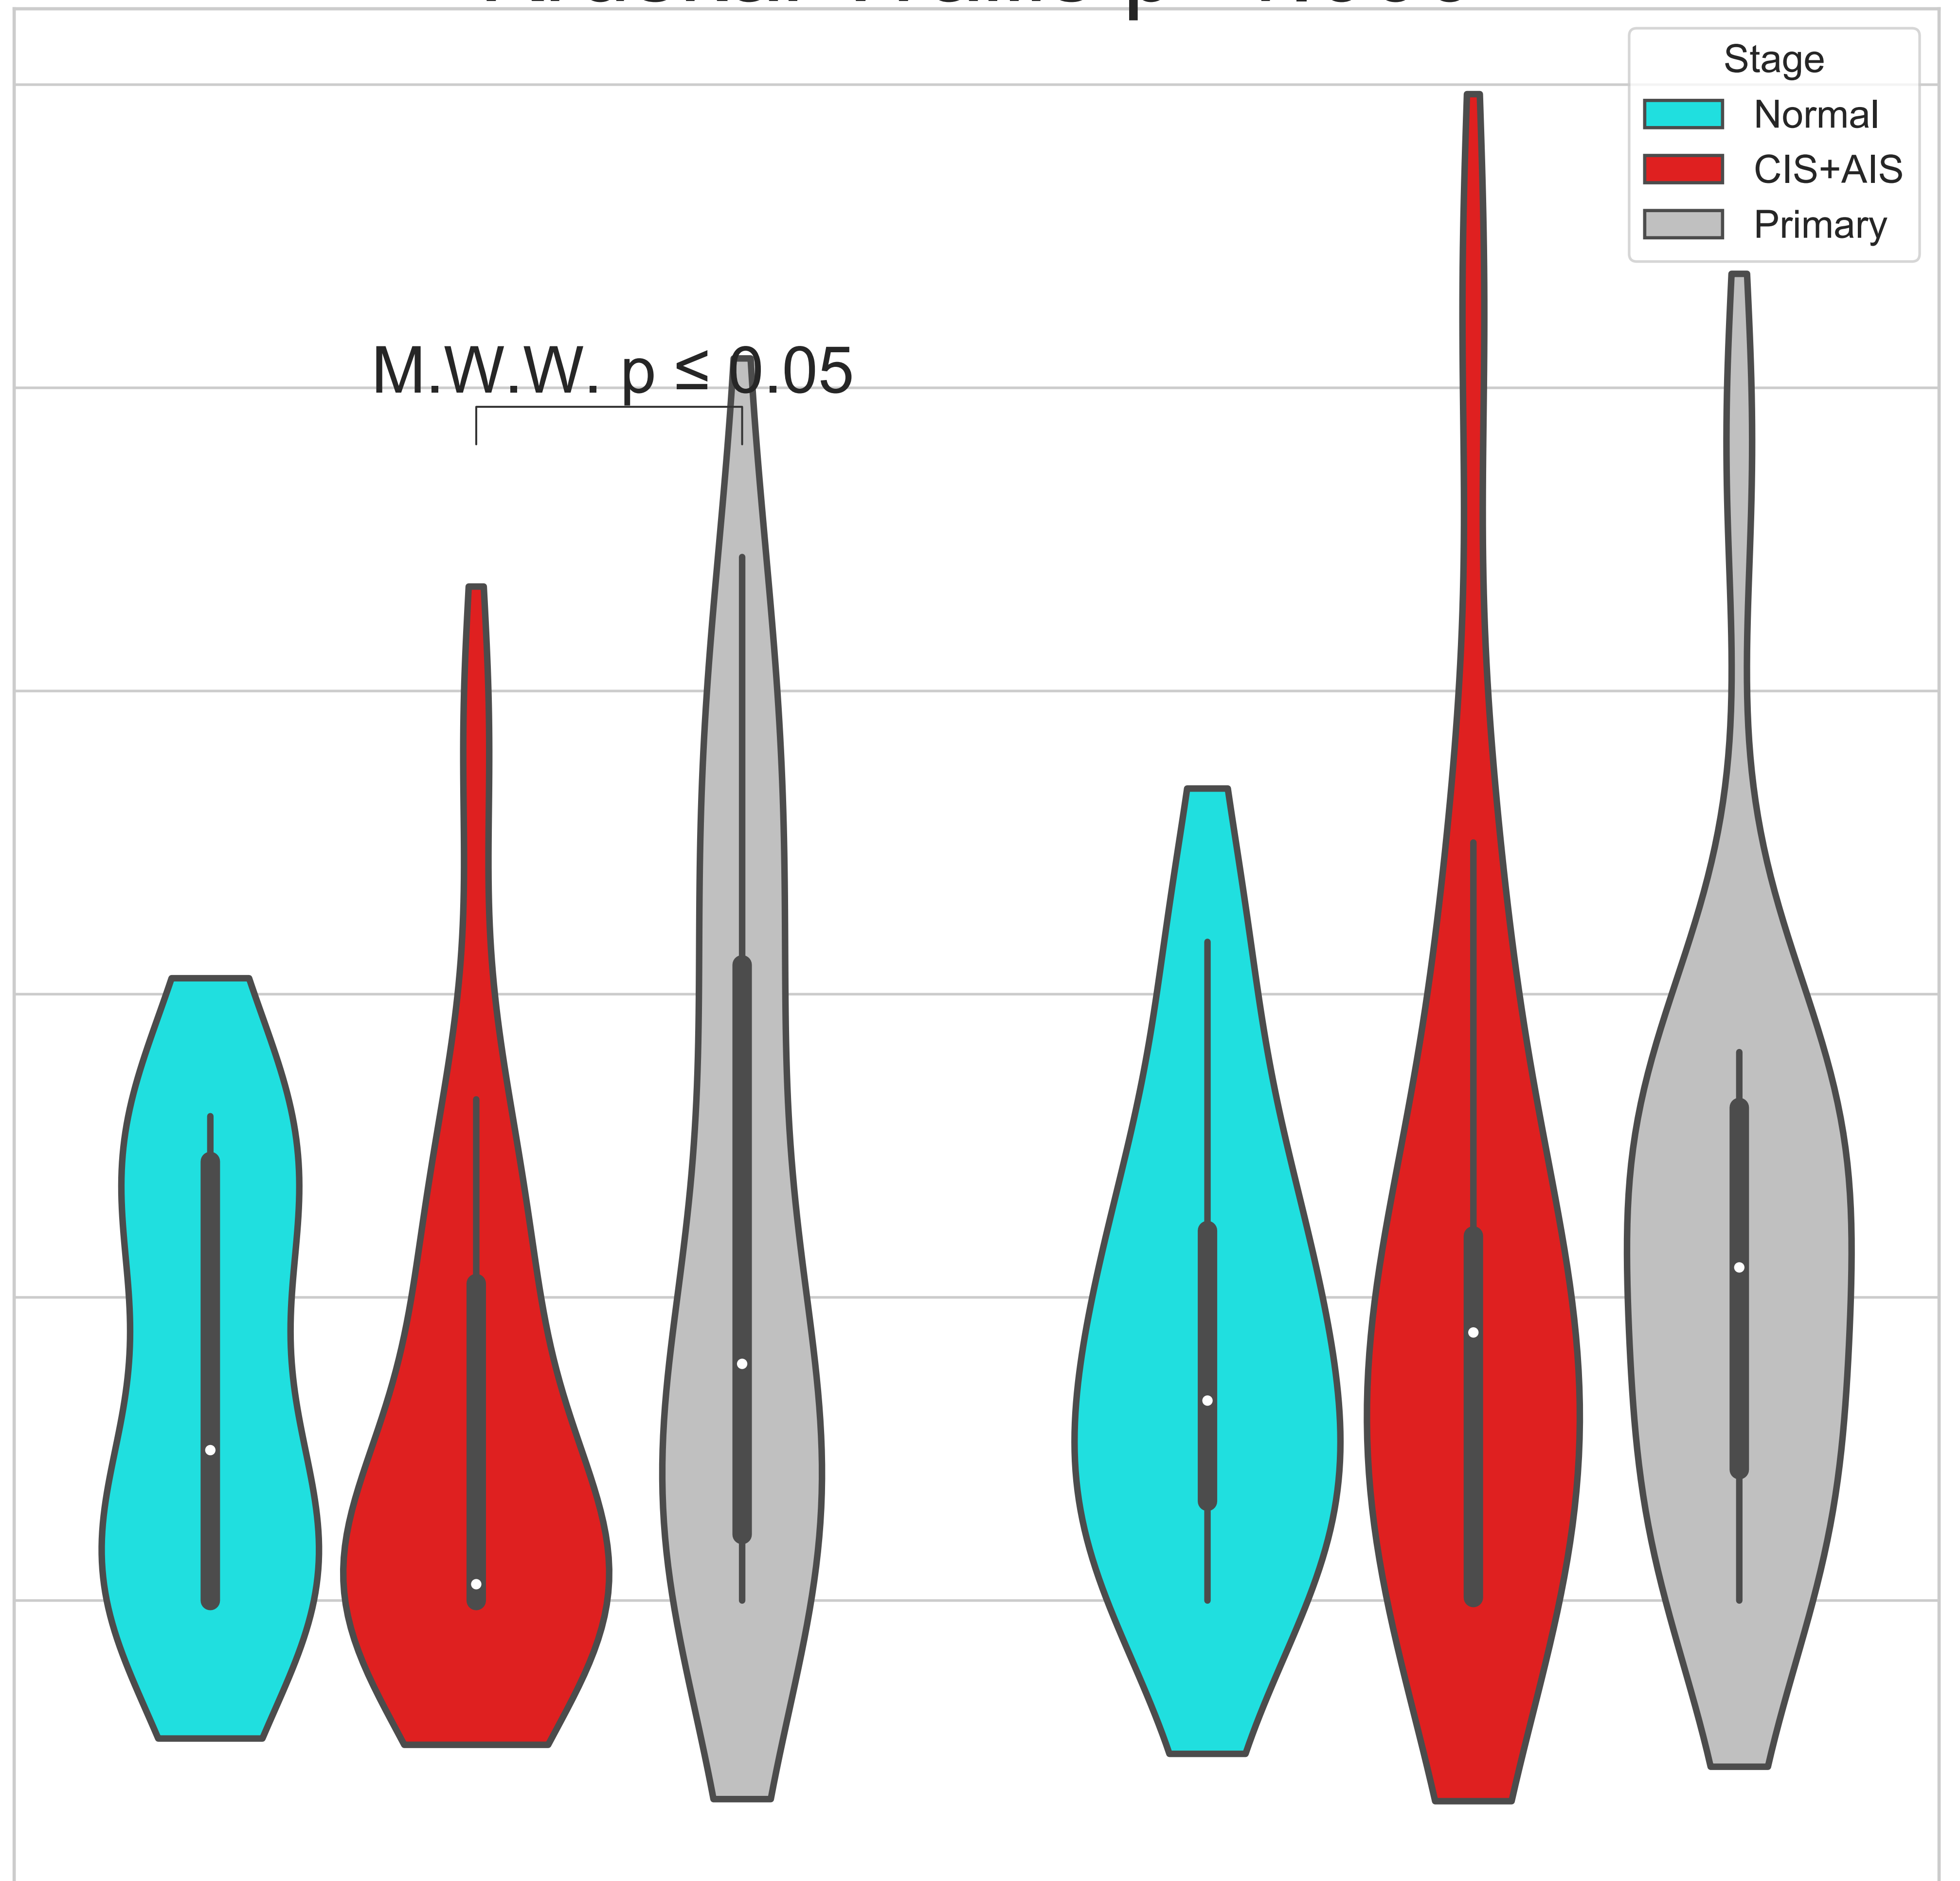 Stage
Normal
CIS+AIS
Primary
M.W.W. p ≤ 0.05